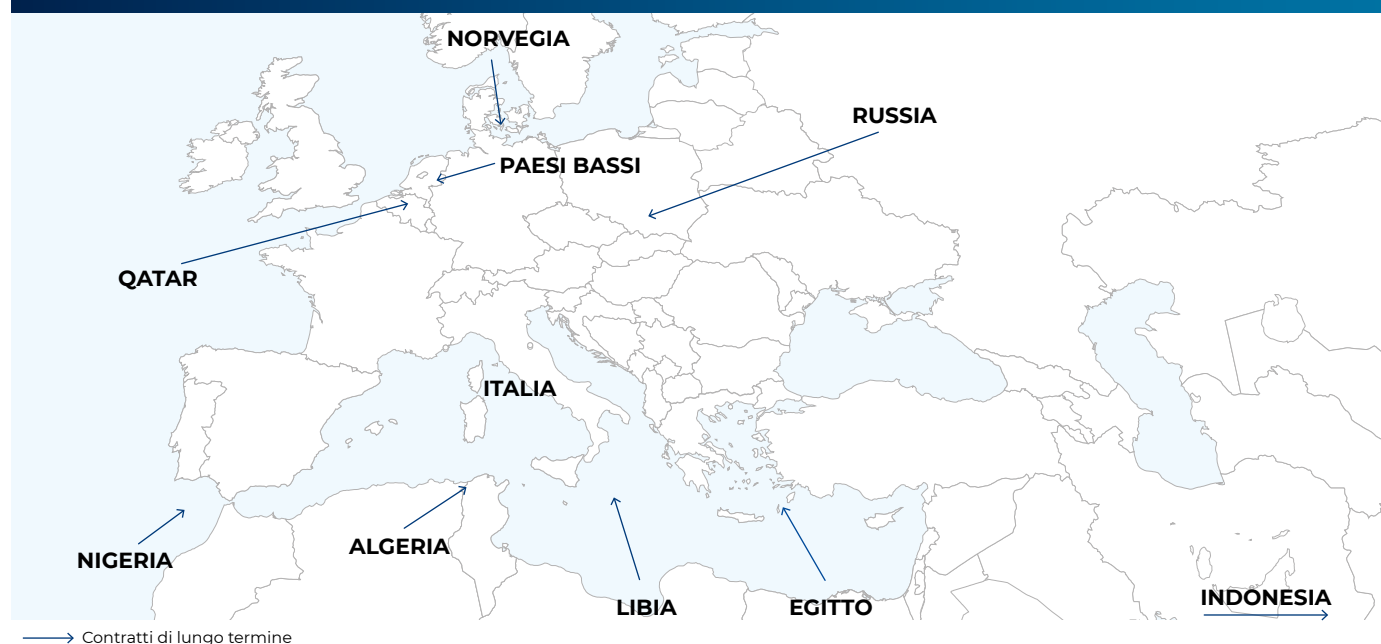 NORVEGIA
RUSSIA
PAESI BASSI
QATAR
ITALIA
ALGERIA
NIGERIA
LIBIA
EGITTO
INDONESIA
Contratti di lungo termine